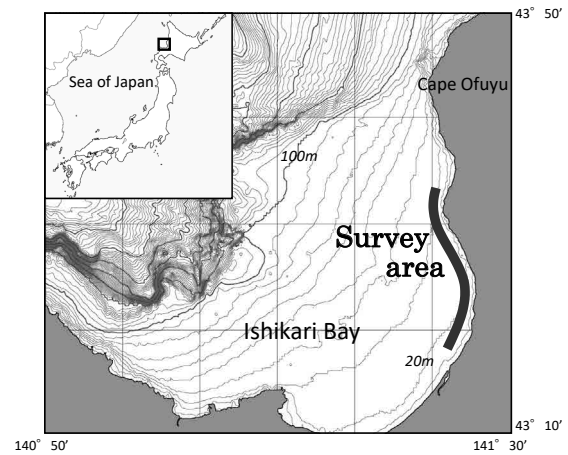 43° 50'
Sea of Japan
Cape Ofuyu
100m
Survey
area
Ishikari Bay
20m
43° 10'
140° 50'
141° 30'